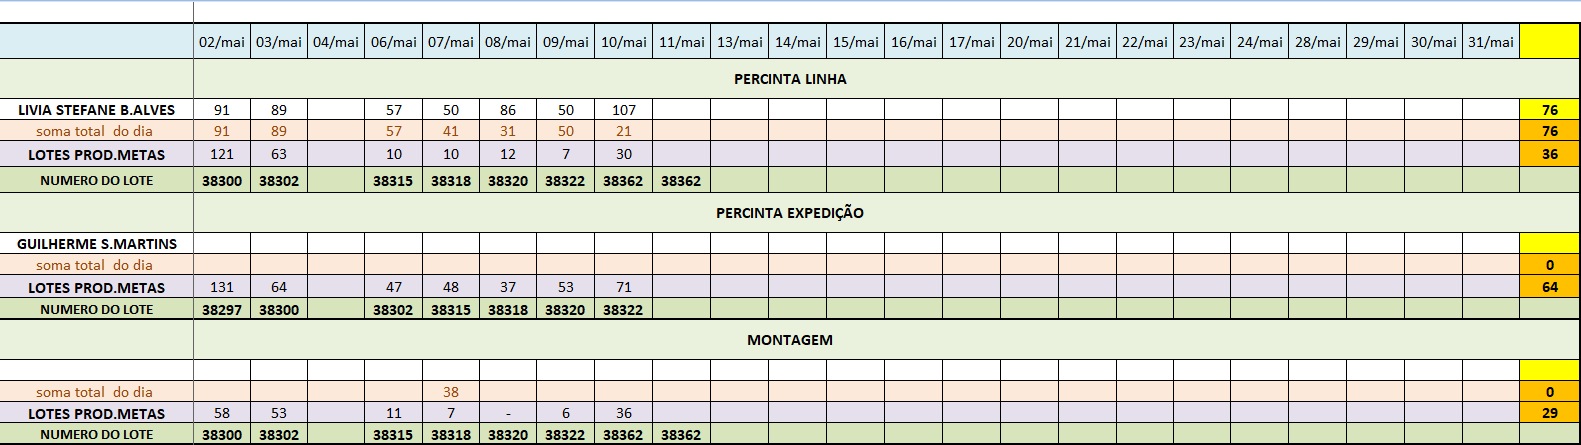 02/mai 03/mai 04/mai 06/mai 07/mai 08/mai 09/mai 10/mai 11/mai 13/mai 14/mai 15/mai 16/mai 17/mai 20/mai 21/mai 22/mai 23/mai 24/mai 28/mai 29/mai 30/mai 31/mai
PERCINTA LINHA
LIVIA STEFANE B.ALVES 91 89 57 50 86 50 107 76
soma total do dia 91 89 57 41 31 50 21 76
LOTES PROD.METAS 121 63 10 10 12 7 30 36
NUMERO DO LOTE 38300 38302 38315 38318 38320 38322 38362 38362
PERCINTA EXPEDIÇÃO
GUILHERME S.MARTINS
soma total do dia 0
LOTES PROD.METAS 131 64 47 48 37 53 71 64
NUMERO DO LOTE 38297 38300 38302 38315 38318 38320 38322
MONTAGEM
soma total do dia 38 0
LOTES PROD.METAS 58 53 11 7 - 6 36 29
NUMERO DO LOTE 38300 38302 38315 38318 38320 38322 38362 38362